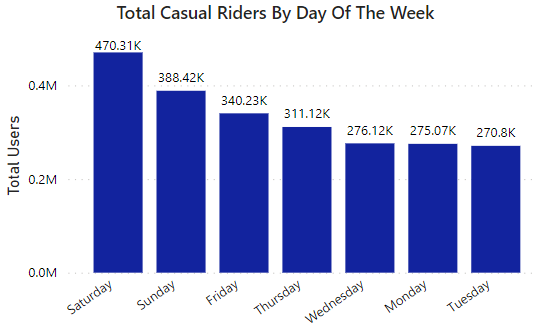 Total Casual Riders By Day Of The Week
Total Users
0.4M
0.2M
0.0M
470.31K
388.42K
340.23K
311.12K
276.12K
275.07K
270.8K
Saturday
Sunday
Friday
Thursday
Wednesday
Monday
Tuesday